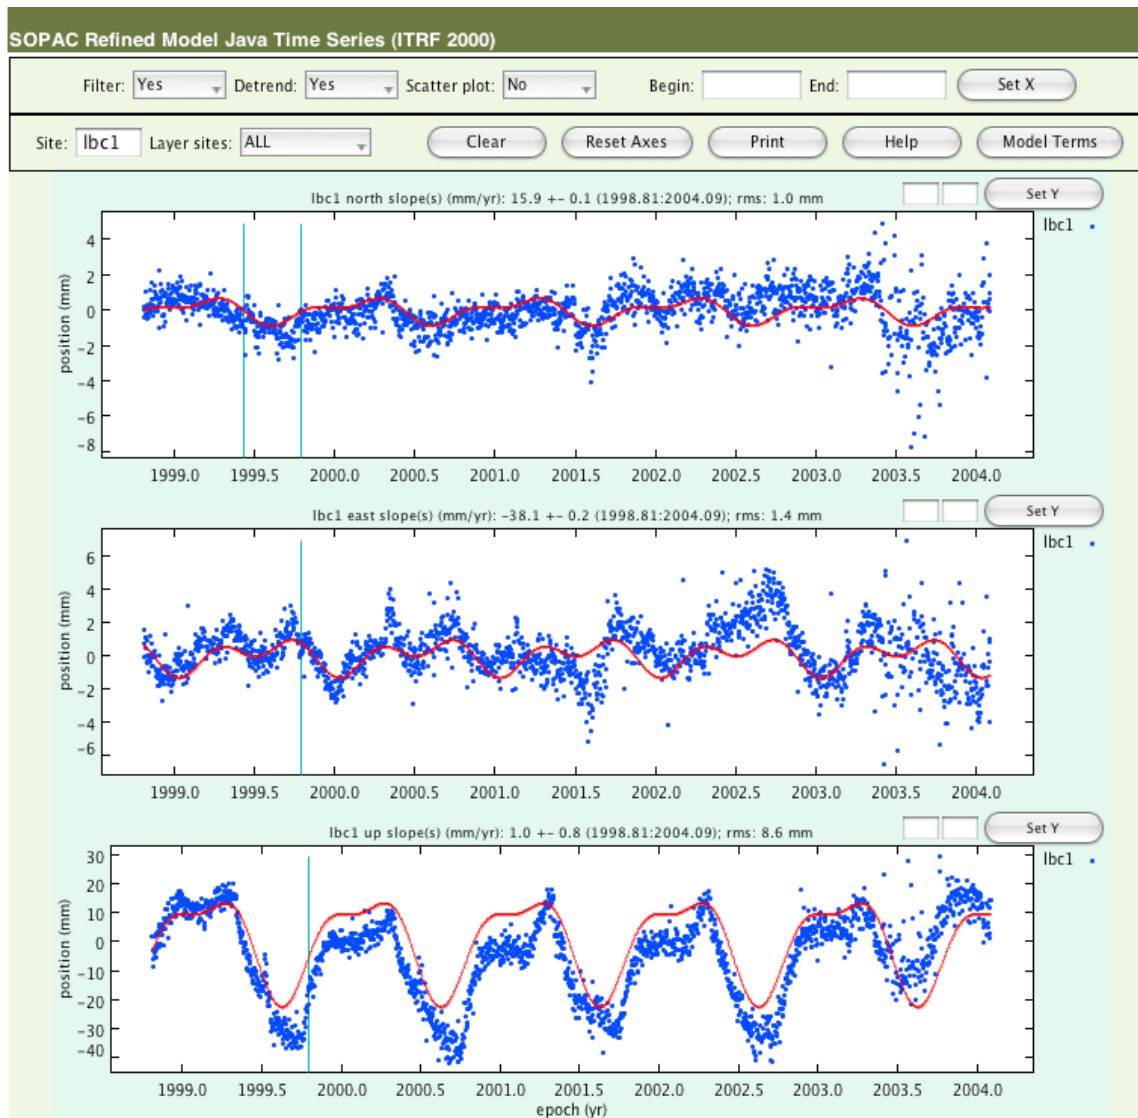 SOPAC Refined Model Java Time Series (ITRF 2000)
Filter: Yes Detrend: Yes Scatter plot: No Begin: End: Set X
Site: lbc1 Layer sites: ALL Clear Reset Axes Print Help Model Terms
lbc1 north slope(s) (mm/yr): 15.9 +- 0.1 (1998.81:2004.09); rms: 1.0 mm
Set Y
lbc1
position (mm)
4
2
0
-2
-4
-6
-8
1999.0 1999.5 2000.0 2000.5 2001.0 2001.5 2002.0 2002.5 2003.0 2003.5 2004.0
lbc1 east slope(s) (mm/yr): -38.1 +- 0.2 (1998.81:2004.09); rms: 1.4 mm
Set Y
lbc1
position (mm)
6
4
2
0
-2
-4
-6
1999.0 1999.5 2000.0 2000.5 2001.0 2001.5 2002.0 2002.5 2003.0 2003.5 2004.0
lbc1 up slope(s) (mm/yr): 1.0 +- 0.8 (1998.81:2004.09); rms: 8.6 mm
Set Y
lbc1
position (mm)
30
20
10
0
-10
-20
-30
-40
1999.0 1999.5 2000.0 2000.5 2001.0 2001.5 2002.0 2002.5 2003.0 2003.5 2004.0
epoch (yr)